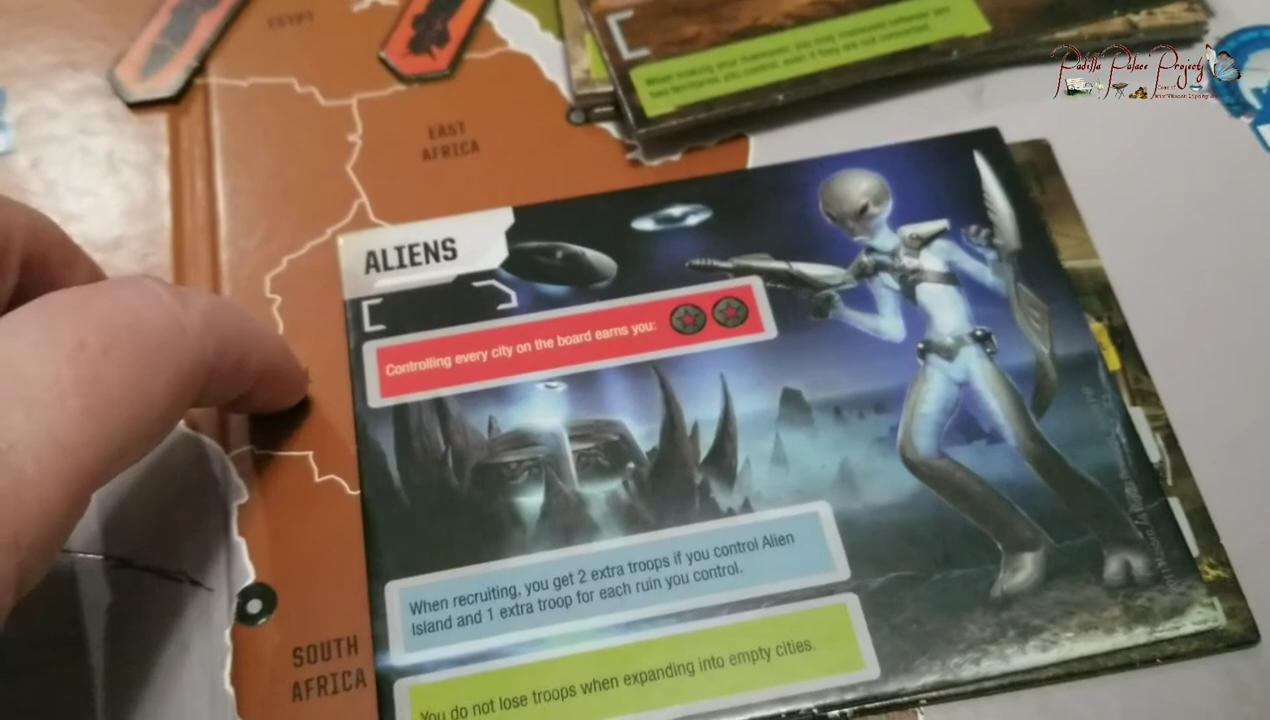 EGYPT
EAST
AFRICA
Padilla Palace Project
ALIENS
Controlling every city on the board earns you:
When recruiting, you get 2 extra troops if you control Alien
Island and 1 extra troop for each ruin you control.
You do not lose troops when expanding into empty cities.
SOUTH
AFRICA